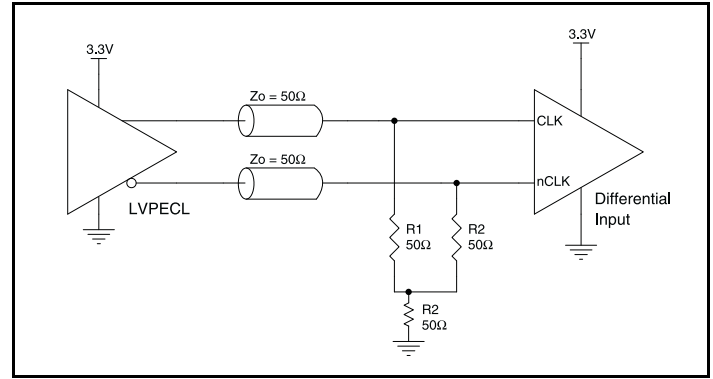 3.3V
3.3V
Zo = 50Ω
CLK
Zo = 50Ω
nCLK
LVPECL
Differential
Input
R1
50Ω
R2
50Ω
R2
50Ω